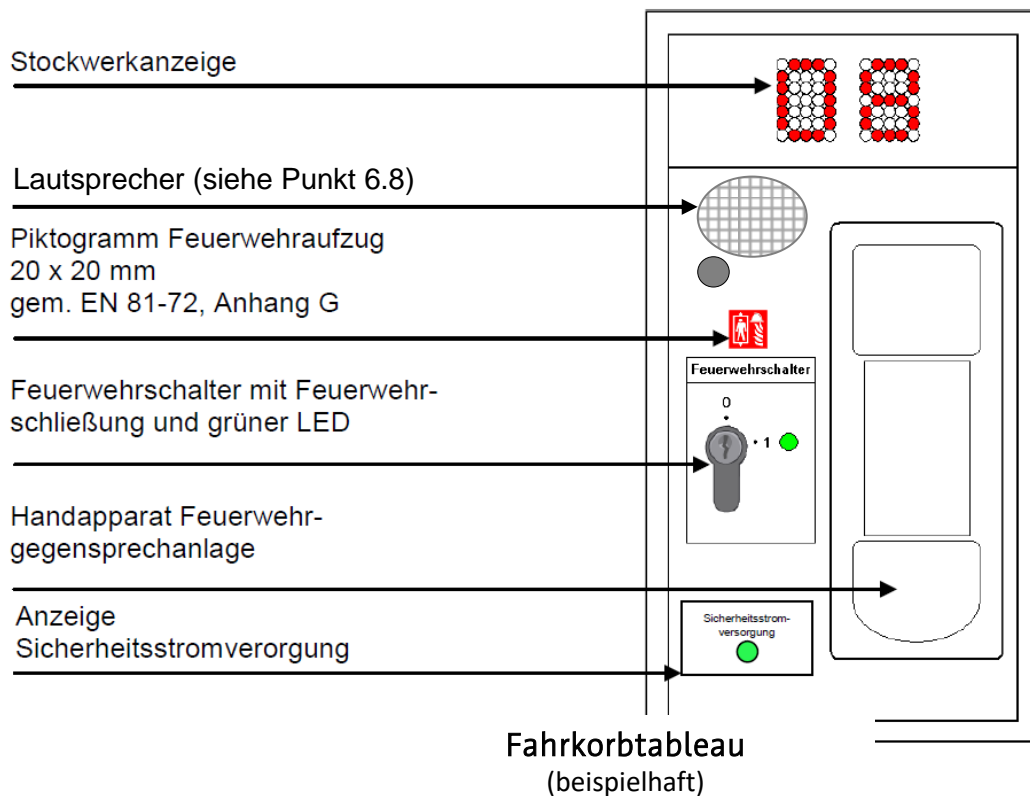 Stockwerkanzeige
08
Lautsprecher (siehe Punkt 6.8)
Piktogramm Feuerwehraufzug
20 x 20 mm
gem. EN 81-72, Anhang G
Feuerwehrschalter
Feuerwehrschalter mit Feuerwehr-
schließung und grüner LED
0
1
Handapparat Feuerwehr-
gegensprechanlage
Anzeige
Sicherheitsstromverorgung
Sicherheitsstrom-
versorgung
Fahrkorbtableau
(beispielhaft)